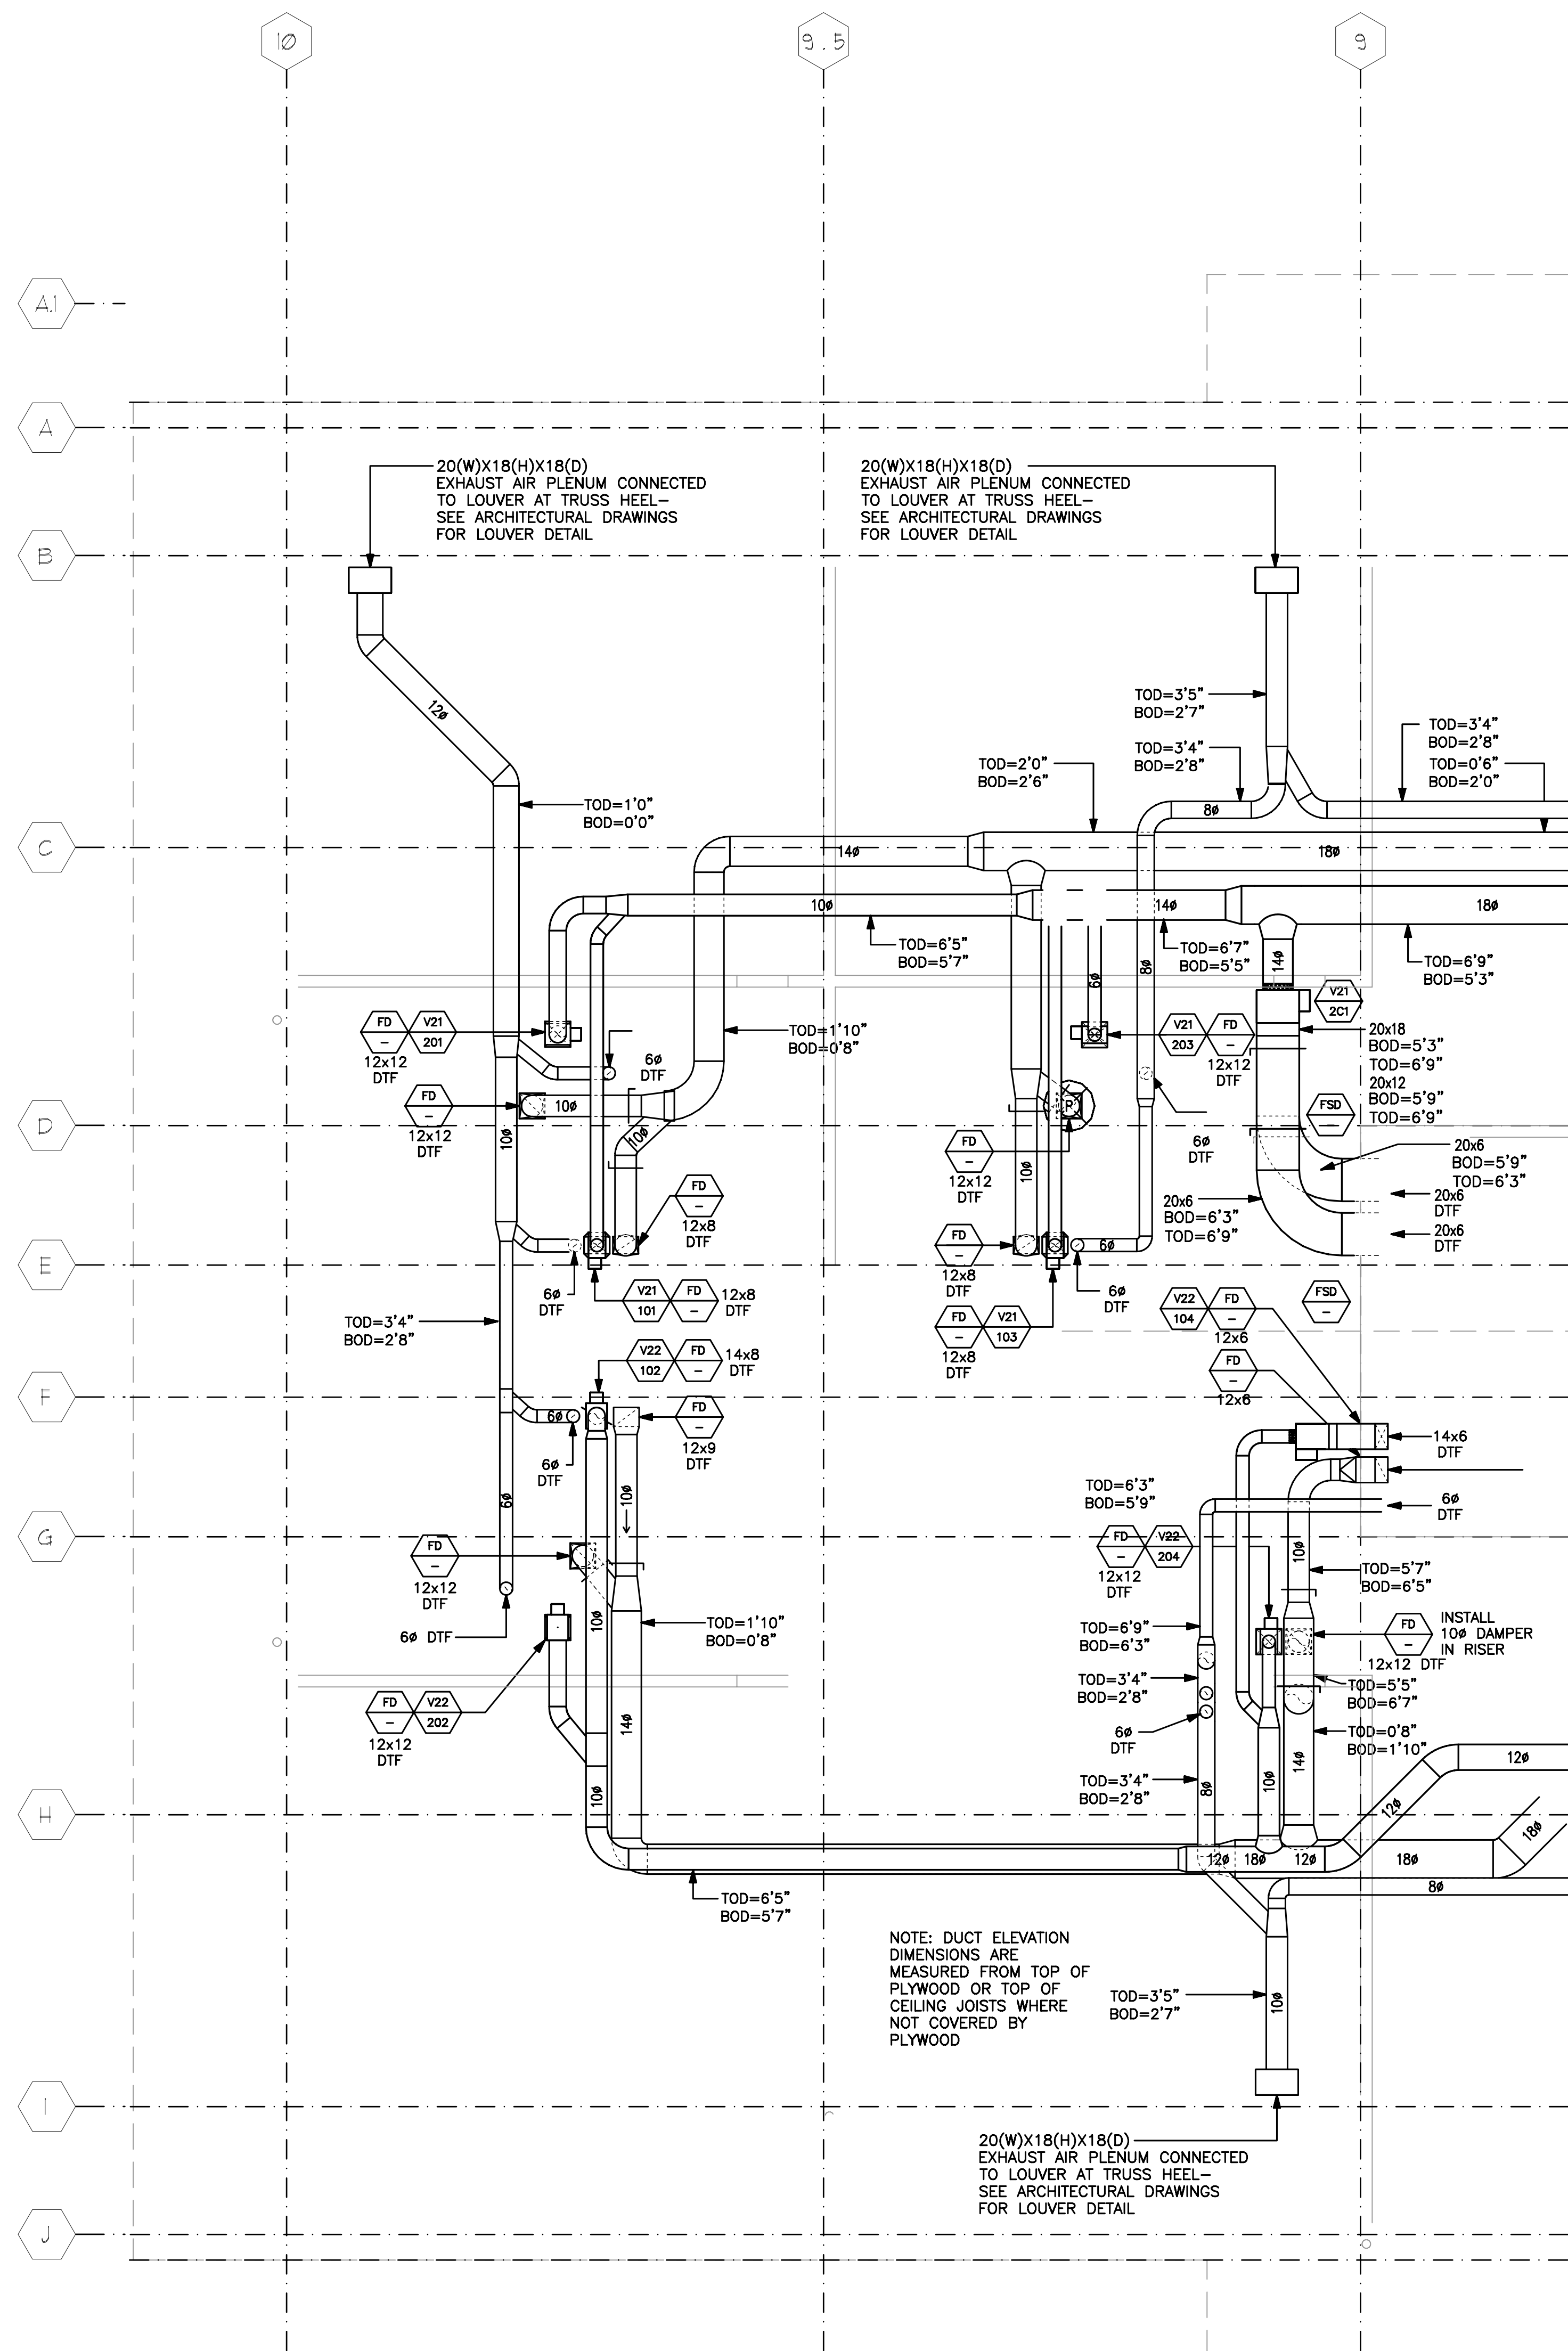 10
9.5
9
A.1
A
B
C
D
E
F
G
H
I
J
20(W)X18(H)X18(D)
EXHAUST AIR PLENUM CONNECTED
TO LOUVER AT TRUSS HEEL—
SEE ARCHITECTURAL DRAWINGS
FOR LOUVER DETAIL
20(W)X18(H)X18(D)
EXHAUST AIR PLENUM CONNECTED
TO LOUVER AT TRUSS HEEL—
SEE ARCHITECTURAL DRAWINGS
FOR LOUVER DETAIL
12ø
TOD=3'5"
BOD=2'7"
TOD=3'4"
BOD=2'8"
TOD=3'4"
BOD=2'8"
TOD=0'6"
BOD=2'0"
TOD=2'0"
BOD=2'6"
TOD=1'0"
BOD=0'0"
8ø
14ø
18ø
10ø
14ø
18ø
TOD=6'5"
BOD=5'7"
TOD=6'7"
BOD=5'5"
TOD=6'9"
BOD=5'3"
14ø
8ø
6ø
V21
2C1
FD
–
V21
201
12x12
DTF
TOD=1'10"
BOD=0'8"
V21
203
FD
–
12x12
DTF
20x18
BOD=5'3"
TOD=6'9"
20x12
BOD=5'9"
TOD=6'9"
6ø
DTF
FD
–
12x12
DTF
10ø
10ø
10ø
R
FSD
–
FD
–
12x12
DTF
10ø
6ø
DTF
20x6
BOD=5'9"
TOD=6'3"
20x6
DTF
20x6
DTF
20x6
BOD=6'3"
TOD=6'9"
FD
–
12x8
DTF
FD
–
12x8
DTF
6ø
6ø
DTF
6ø
DTF
V21
101
FD
–
12x8
DTF
FD
–
V21
103
12x8
DTF
V22
104
FD
–
12x6
FSD
–
TOD=3'4"
BOD=2'8"
V22
102
FD
–
14x8
DTF
FD
–
12x6
FD
–
12x9
DTF
6ø
6ø
DTF
14x6
DTF
6ø
10ø
TOD=6'3"
BOD=5'9"
6ø
DTF
FD
–
12x12
DTF
FD
–
V22
204
12x12
DTF
10ø
TOD=5'7"
BOD=6'5"
6ø DTF
10ø
TOD=1'10"
BOD=0'8"
TOD=6'9"
BOD=6'3"
FD
–
INSTALL
10ø DAMPER
IN RISER
12x12 DTF
TOD=3'4"
BOD=2'8"
TOD=5'5"
BOD=6'7"
FD
–
V22
202
12x12
DTF
14ø
6ø
DTF
TOD=0'8"
BOD=1'10"
TOD=3'4"
BOD=2'8"
10ø
8ø
10ø
14ø
12ø
12ø
18ø
12ø
18ø
12ø
18ø
8ø
TOD=6'5"
BOD=5'7"
NOTE: DUCT ELEVATION
DIMENSIONS ARE
MEASURED FROM TOP OF
PLYWOOD OR TOP OF
CEILING JOISTS WHERE
NOT COVERED BY
PLYWOOD
TOD=3'5"
BOD=2'7"
10ø
20(W)X18(H)X18(D)
EXHAUST AIR PLENUM CONNECTED
TO LOUVER AT TRUSS HEEL—
SEE ARCHITECTURAL DRAWINGS
FOR LOUVER DETAIL